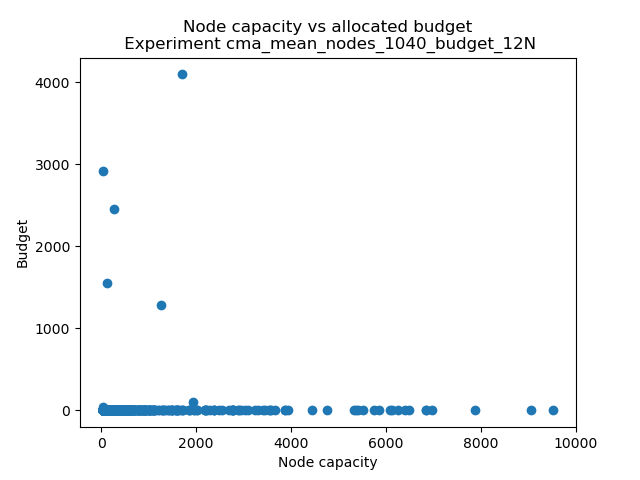 Node capacity vs allocated budget
Experiment cma_mean_nodes_1040_budget_12N
4000
3000
2000
1000
0
Budget
0 2000 4000 6000 8000 10000
Node capacity